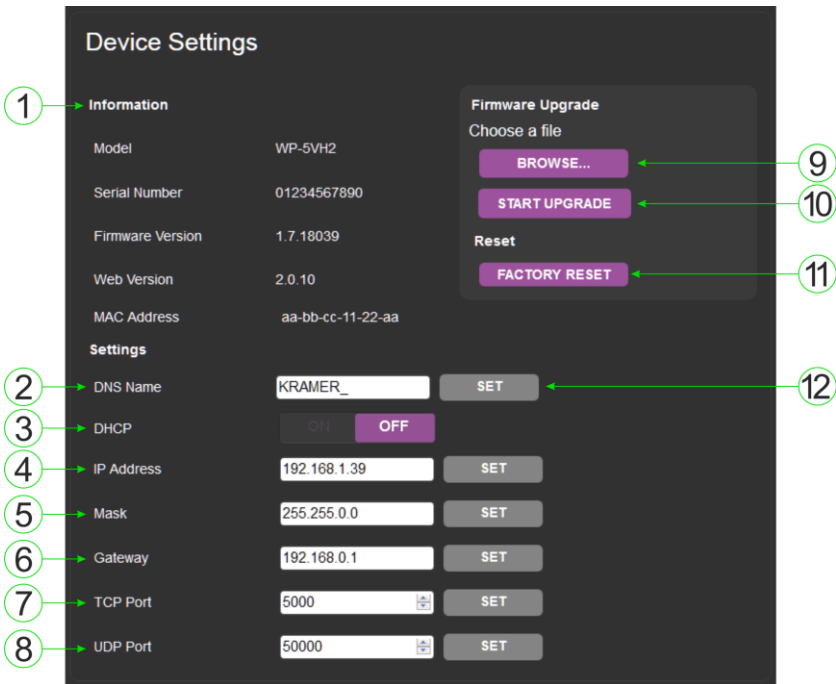 Device Settings
1 Information
Model WP-5VH2
Serial Number 01234567890
Firmware Version 1.7.18039
Web Version 2.0.10
MAC Address aa-bb-cc-11-22-aa
Firmware Upgrade
Choose a file
BROWSE... 9
START UPGRADE 10
Reset
FACTORY RESET 11
Settings
2 DNS Name KRAMER_ SET 12
3 DHCP ON OFF
4 IP Address 192.168.1.39 SET
5 Mask 255.255.0.0 SET
6 Gateway 192.168.0.1 SET
7 TCP Port 5000 SET
8 UDP Port 50000 SET